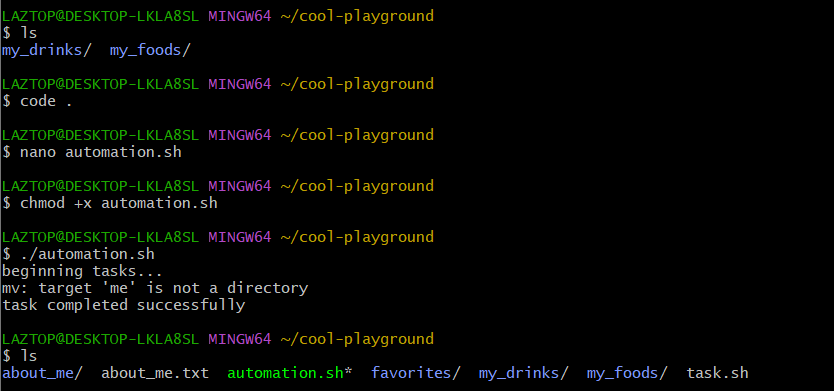 LAZTOP@DESKTOP-LKLA8SL MINGW64 ~/cool-playground
$ ls
my_drinks/  my_foods/
LAZTOP@DESKTOP-LKLA8SL MINGW64 ~/cool-playground
$ code .
LAZTOP@DESKTOP-LKLA8SL MINGW64 ~/cool-playground
$ nano automation.sh
LAZTOP@DESKTOP-LKLA8SL MINGW64 ~/cool-playground
$ chmod +x automation.sh
LAZTOP@DESKTOP-LKLA8SL MINGW64 ~/cool-playground
$ ./automation.sh
beginning tasks...
mv: target 'me' is not a directory
task completed successfully
LAZTOP@DESKTOP-LKLA8SL MINGW64 ~/cool-playground
$ ls
about_me/  about_me.txt  automation.sh*  favorites/  my_drinks/  my_foods/  task.sh